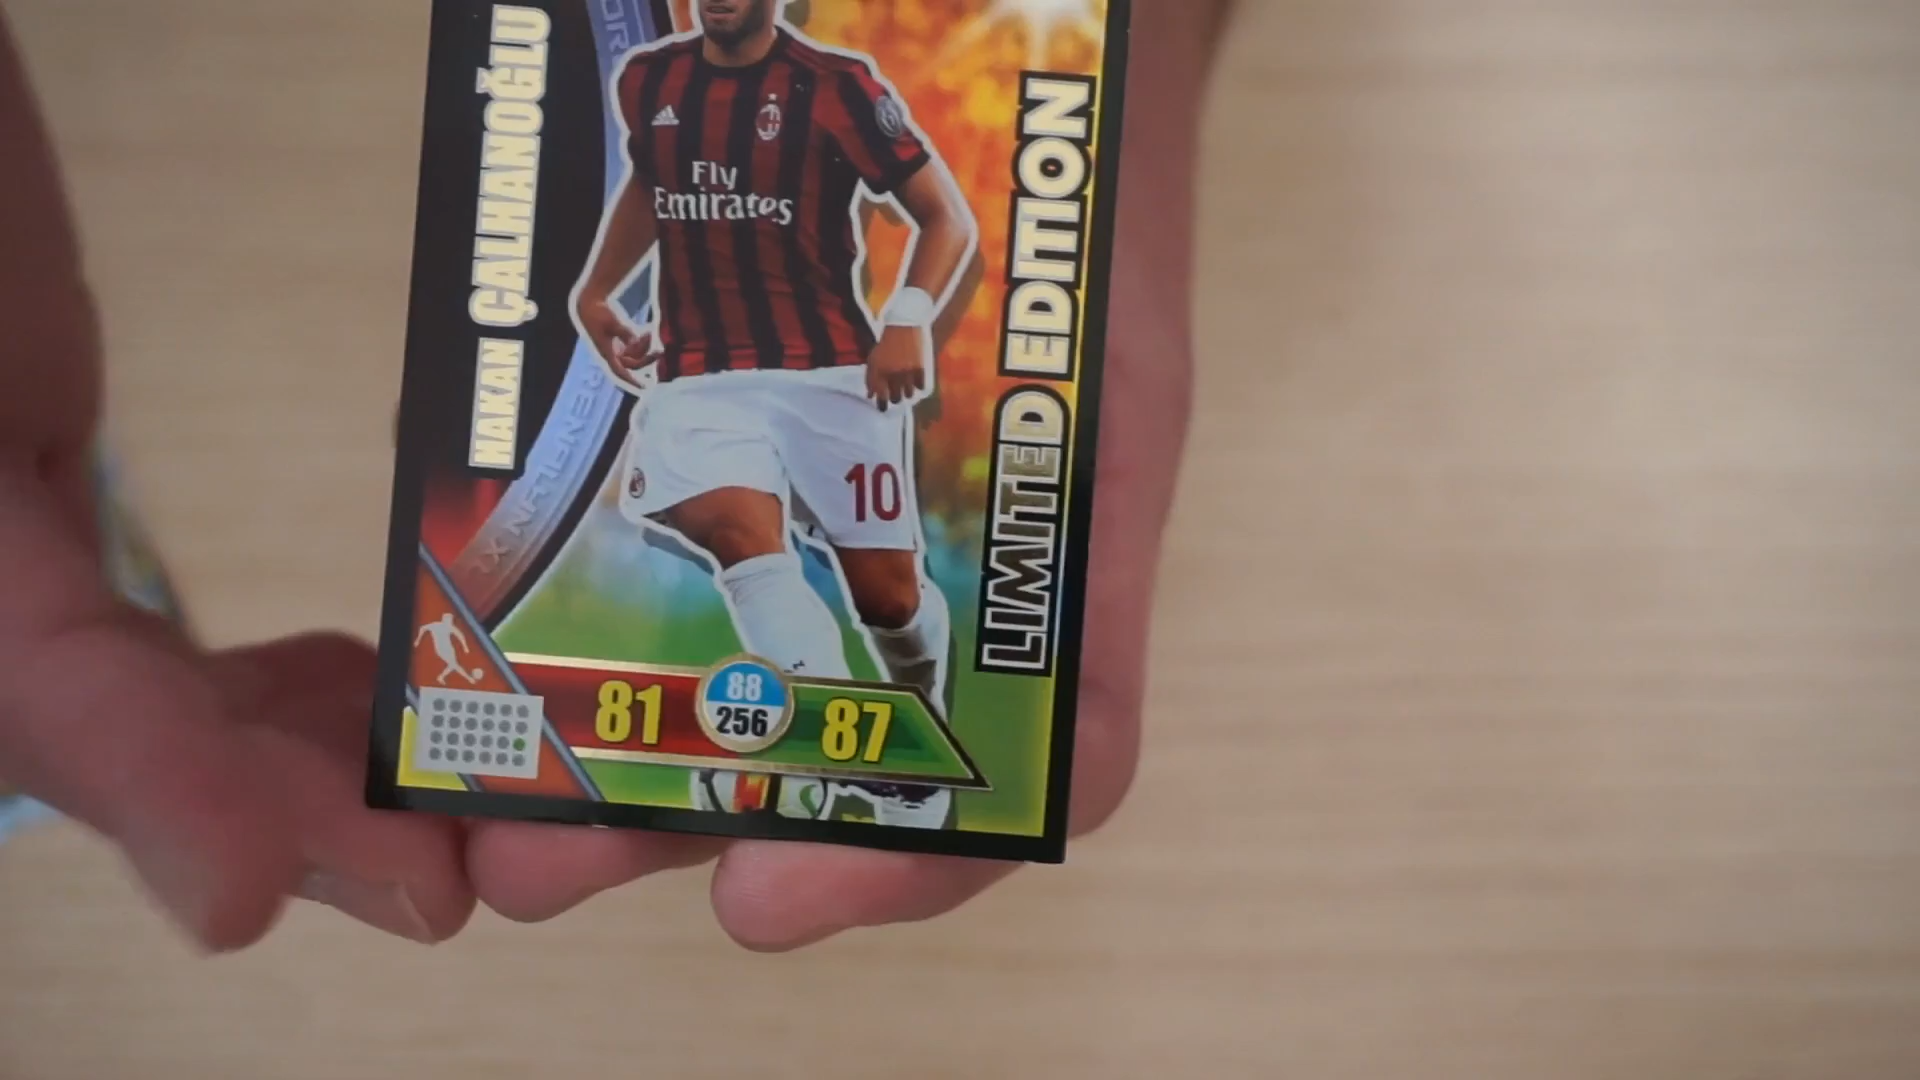 HAKAN ÇALHANOĞLU
Fly
Emirates
LIMITED EDITION
10
81
88
256
87